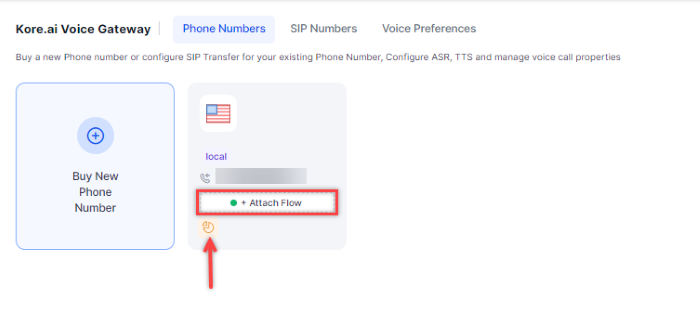 Kore.ai Voice Gateway Phone Numbers SIP Numbers Voice Preferences
Buy a new Phone number or configure SIP Transfer for your existing Phone Number, Configure ASR, TTS and manage voice call properties
Buy New
Phone
Number
local
+ Attach Flow